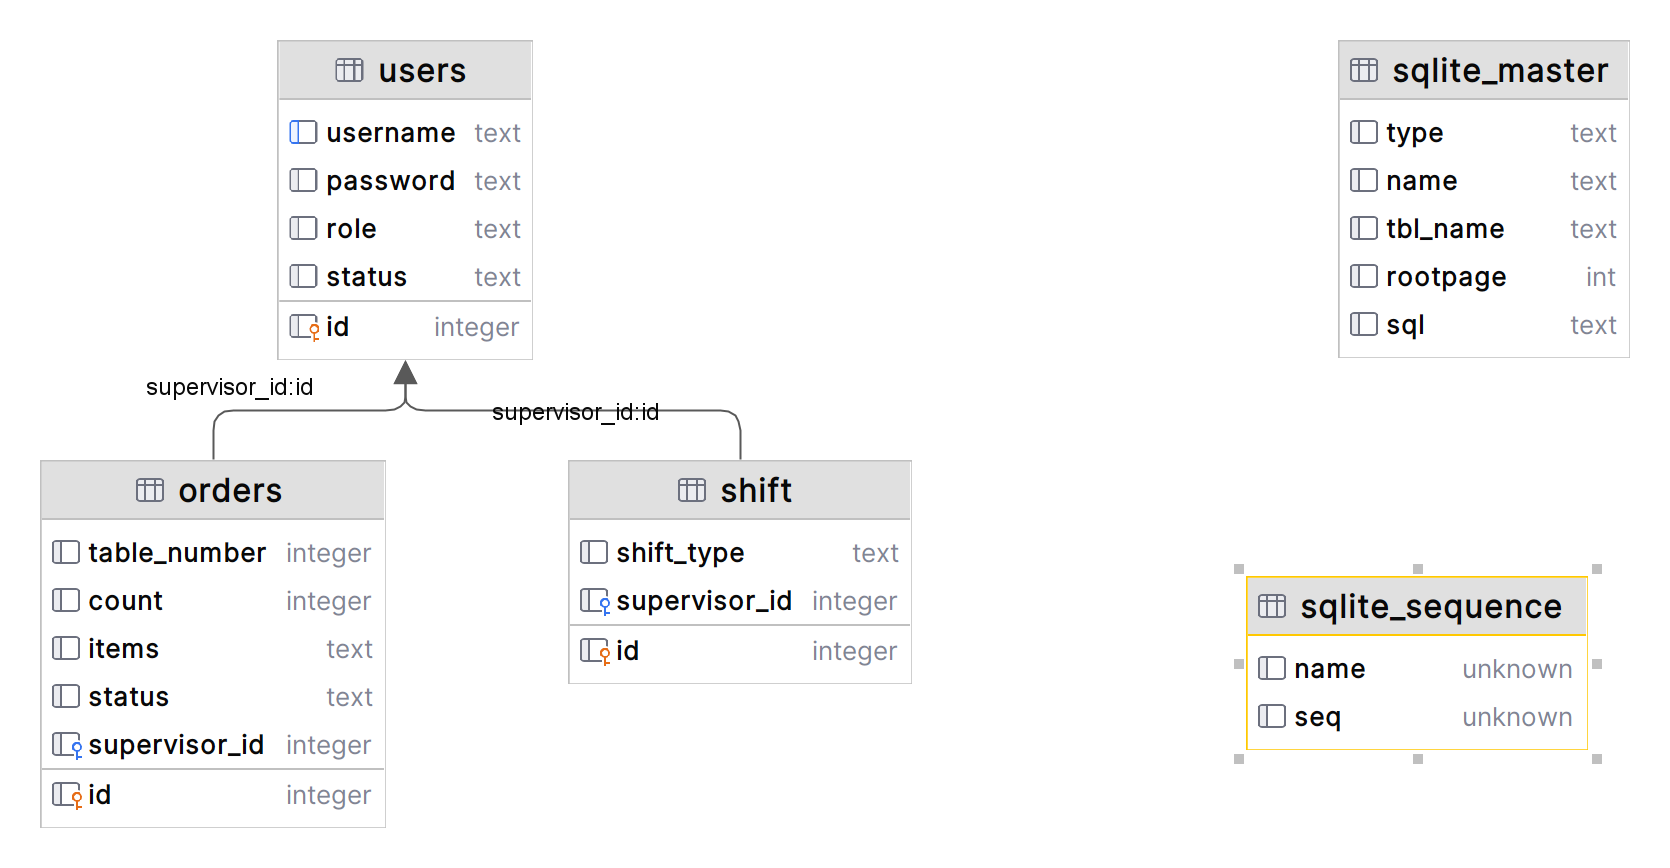 users
username text
password text
role text
status text
id integer
sqlite_master
type text
name text
tbl_name text
rootpage int
sql text
supervisor_id:id
supervisor_id:id
orders
table_number integer
count integer
items text
status text
supervisor_id integer
id integer
shift
shift_type text
supervisor_id integer
id integer
sqlite_sequence
name unknown
seq unknown